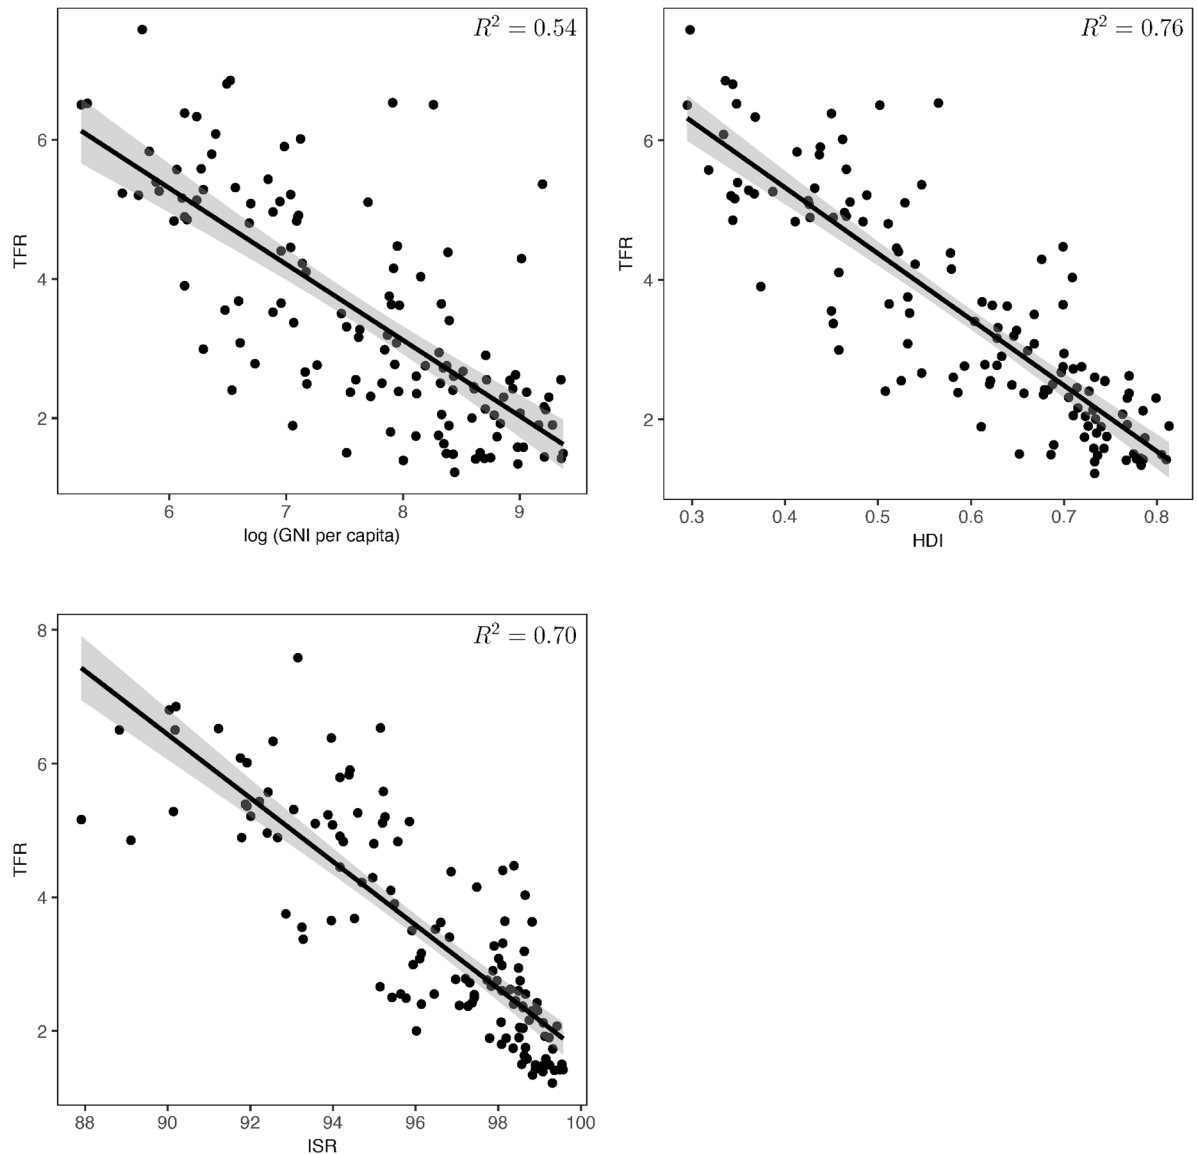 R² = 0.54
TFR
6
4
2
6 7 8 9
log (GNI per capita)
R² = 0.76
TFR
6
4
2
0.3 0.4 0.5 0.6 0.7 0.8
HDI
R² = 0.70
TFR
8
6
4
2
88 90 92 94 96 98 100
ISR